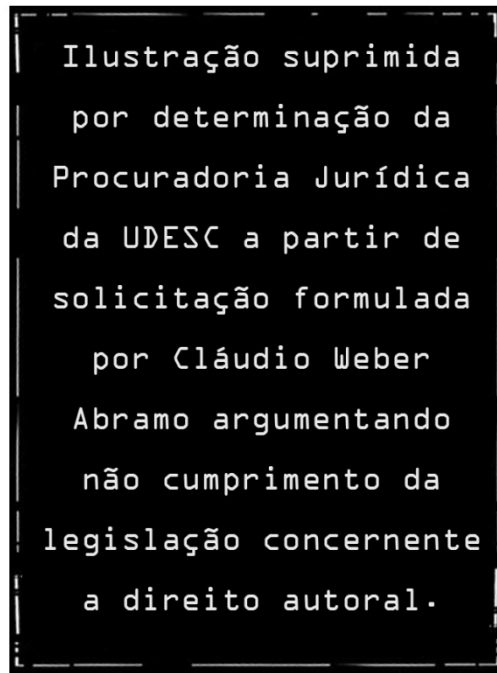 Ilustração suprimida
por determinação da
Procuradoria Jurídica
da UDESC a partir de
solicitação formulada
por Cláudio Weber
Abramo argumentando
não cumprimento da
legislação concernente
a direito autoral.